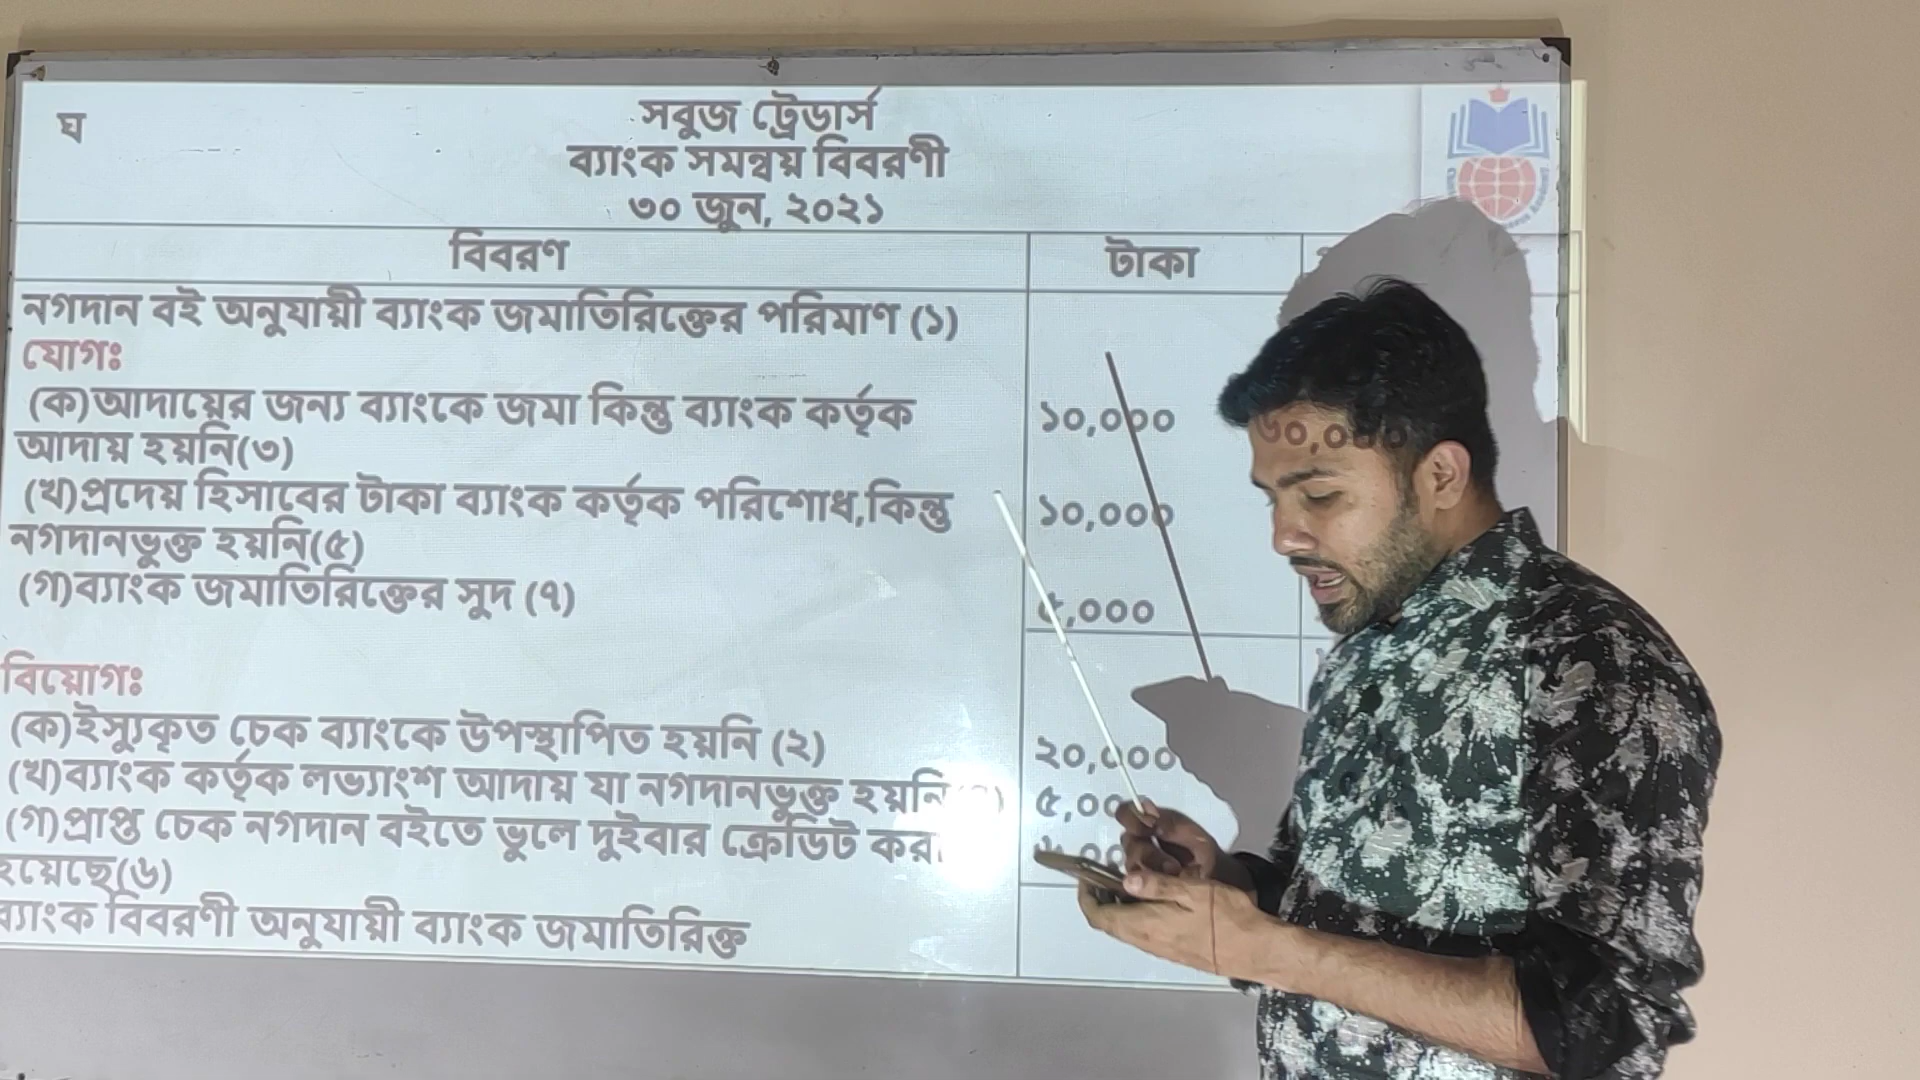 ঘ
সবুজ ট্রেডার্স
ব্যাংক সমন্বয় বিবরণী
৩০ জুন, ২০২১
বিবরণ টাকা
নগদান বই অনুযায়ী ব্যাংক জমাতিরিক্তের পরিমাণ (১)
যোগঃ
(ক)আদায়ের জন্য ব্যাংকে জমা কিন্তু ব্যাংক কর্তৃক ১০,০০০
আদায় হয়নি(৩)
(খ)প্রদেয় হিসাবের টাকা ব্যাংক কর্তৃক পরিশোধ,কিন্তু ১০,০০০
নগদানভুক্ত হয়নি(৫)
(গ)ব্যাংক জমাতিরিক্তের সুদ (৭) ৫,০০০
বিয়োগঃ
(ক)ইস্যুকৃত চেক ব্যাংকে উপস্থাপিত হয়নি (২) ২০,০০০
(খ)ব্যাংক কর্তৃক লভ্যাংশ আদায় যা নগদানভুক্ত হয়নি
(গ)প্রাপ্ত চেক নগদান বইতে ভুলে দুইবার ক্রেডিট করা
হয়েছে(৬)
ব্যাংক বিবরণী অনুযায়ী ব্যাংক জমাতিরিক্ত